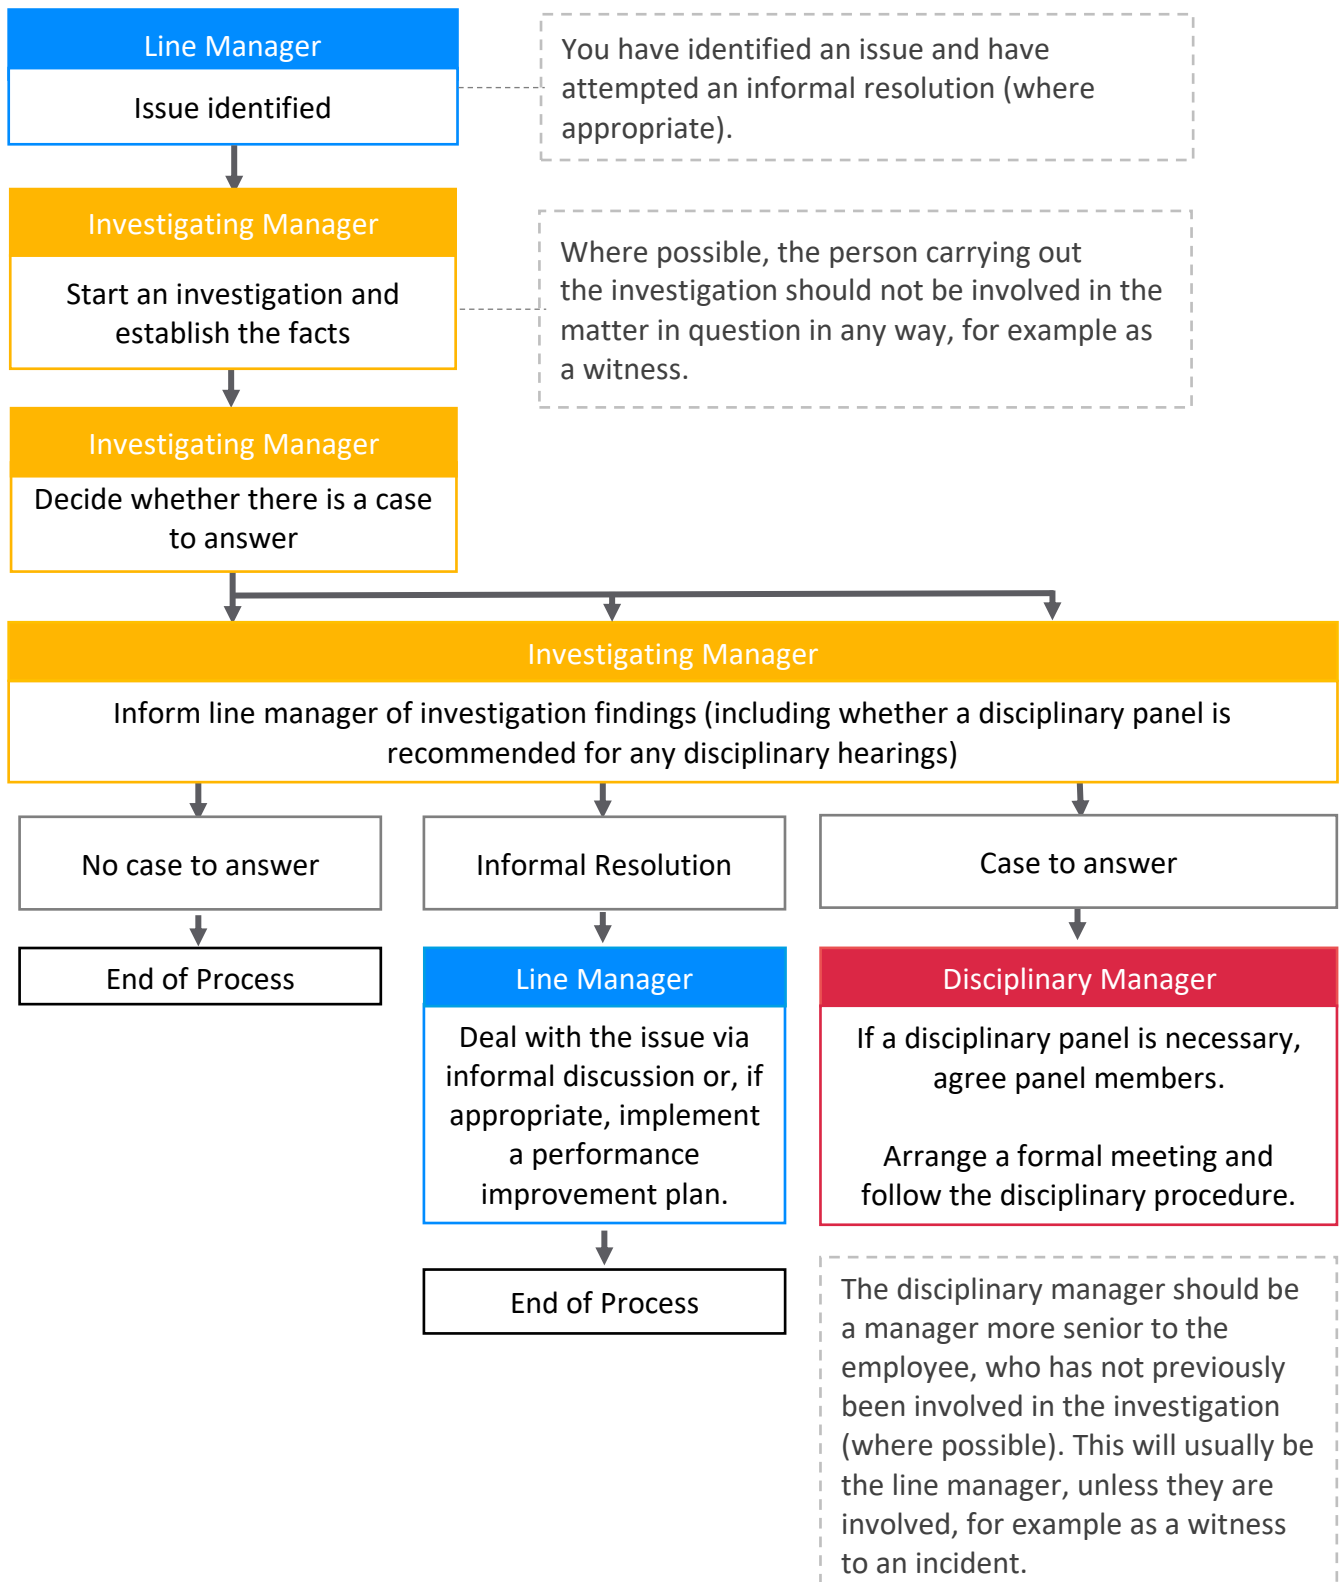 Line Manager
Issue identified
You have identified an issue and have
attempted an informal resolution (where
appropriate).
Investigating Manager
Start an investigation and
establish the facts
Where possible, the person carrying out
the investigation should not be involved in the
matter in question in any way, for example as
a witness.
Investigating Manager
Decide whether there is a case
to answer
Investigating Manager
Inform line manager of investigation findings (including whether a disciplinary panel is
recommended for any disciplinary hearings)
No case to answer
End of Process
Informal Resolution
Line Manager
Deal with the issue via
informal discussion or, if
appropriate, implement
a performance
improvement plan.
End of Process
Case to answer
Disciplinary Manager
If a disciplinary panel is necessary,
agree panel members.
Arrange a formal meeting and
follow the disciplinary procedure.
The disciplinary manager should be
a manager more senior to the
employee, who has not previously
been involved in the investigation
(where possible). This will usually be
the line manager, unless they are
involved, for example as a witness
to an incident.